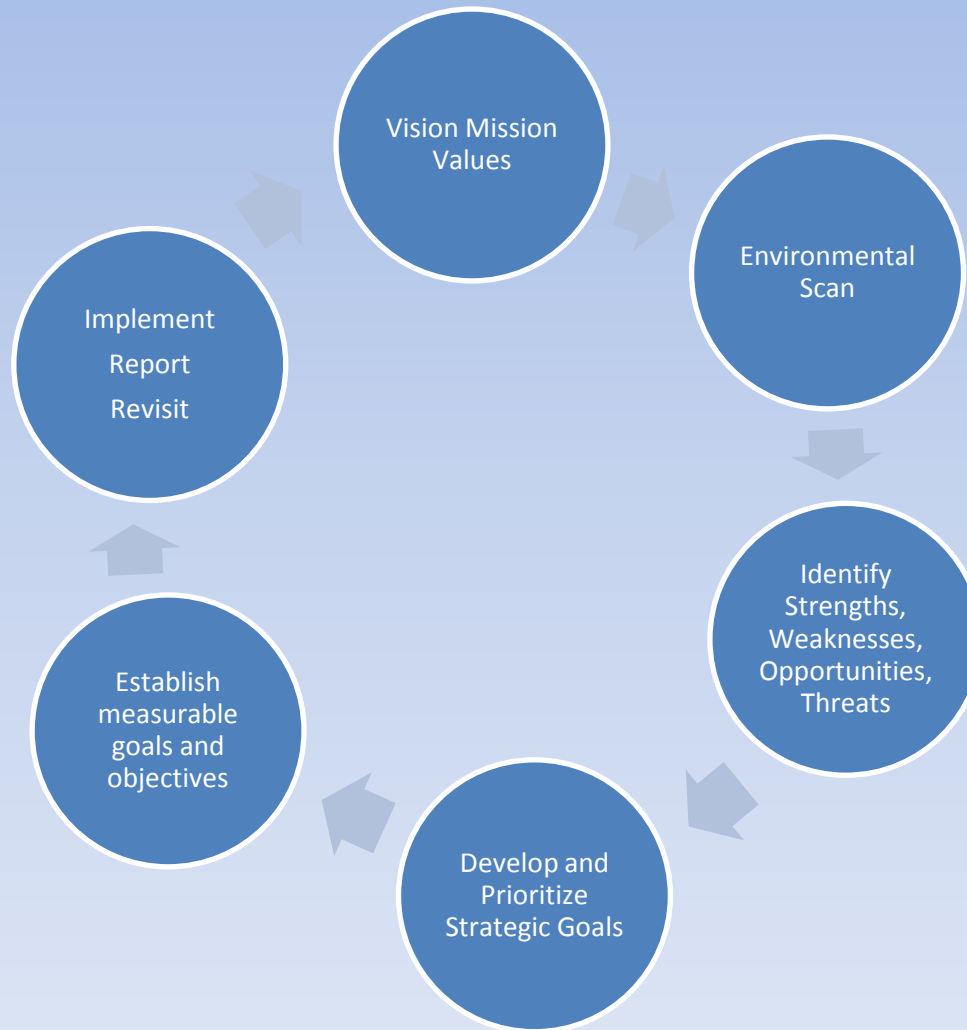 Vision Mission
Values
Environmental
Scan
Identify
Strengths,
Weaknesses,
Opportunities,
Threats
Develop and
Prioritize
Strategic Goals
Establish
measurable
goals and
objectives
Implement
Report
Revisit